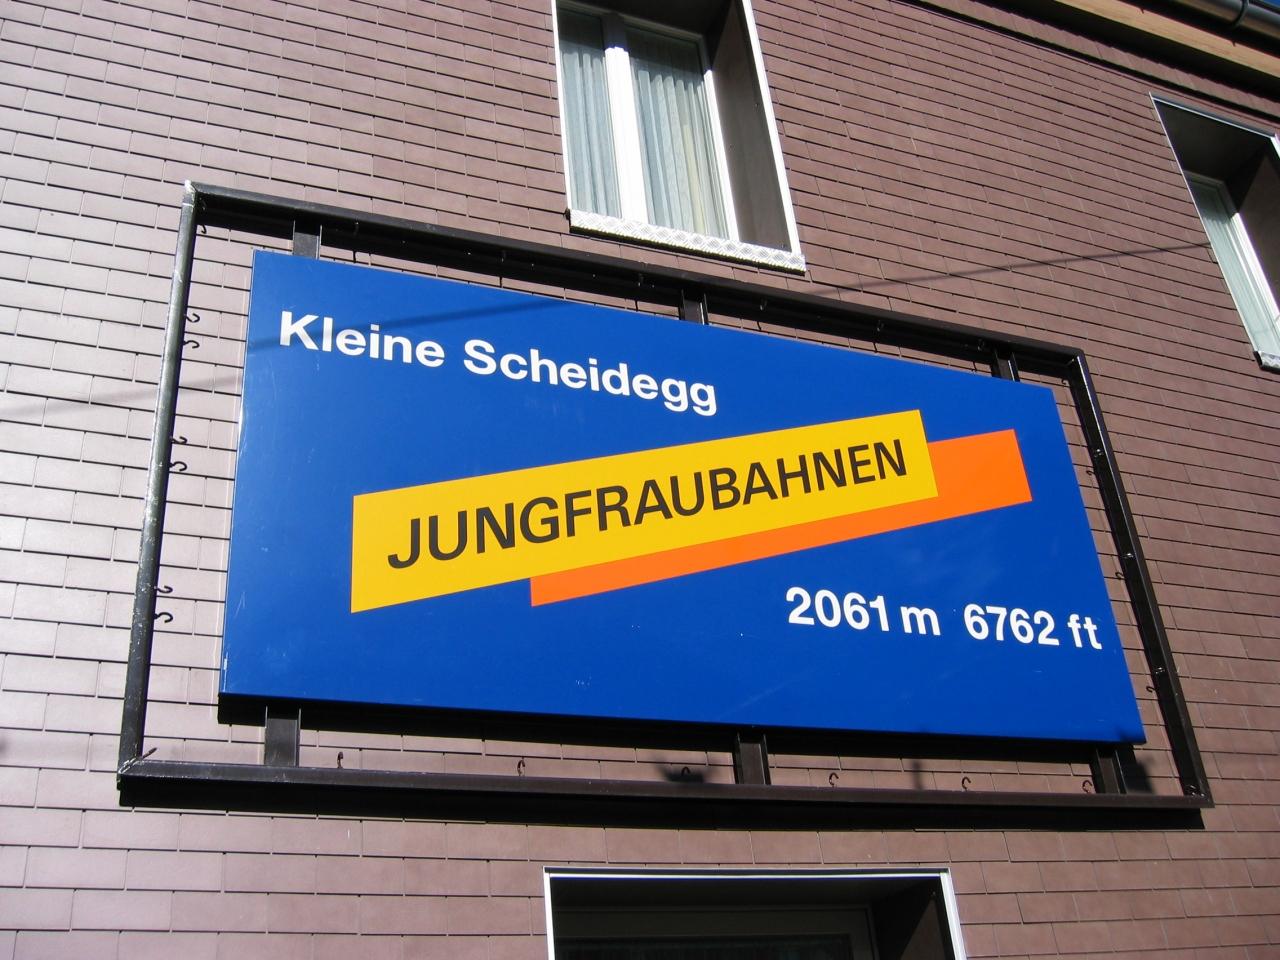 Kleine Scheidegg
JUNGFRAUBAHNEN
2061 m 6762 ft